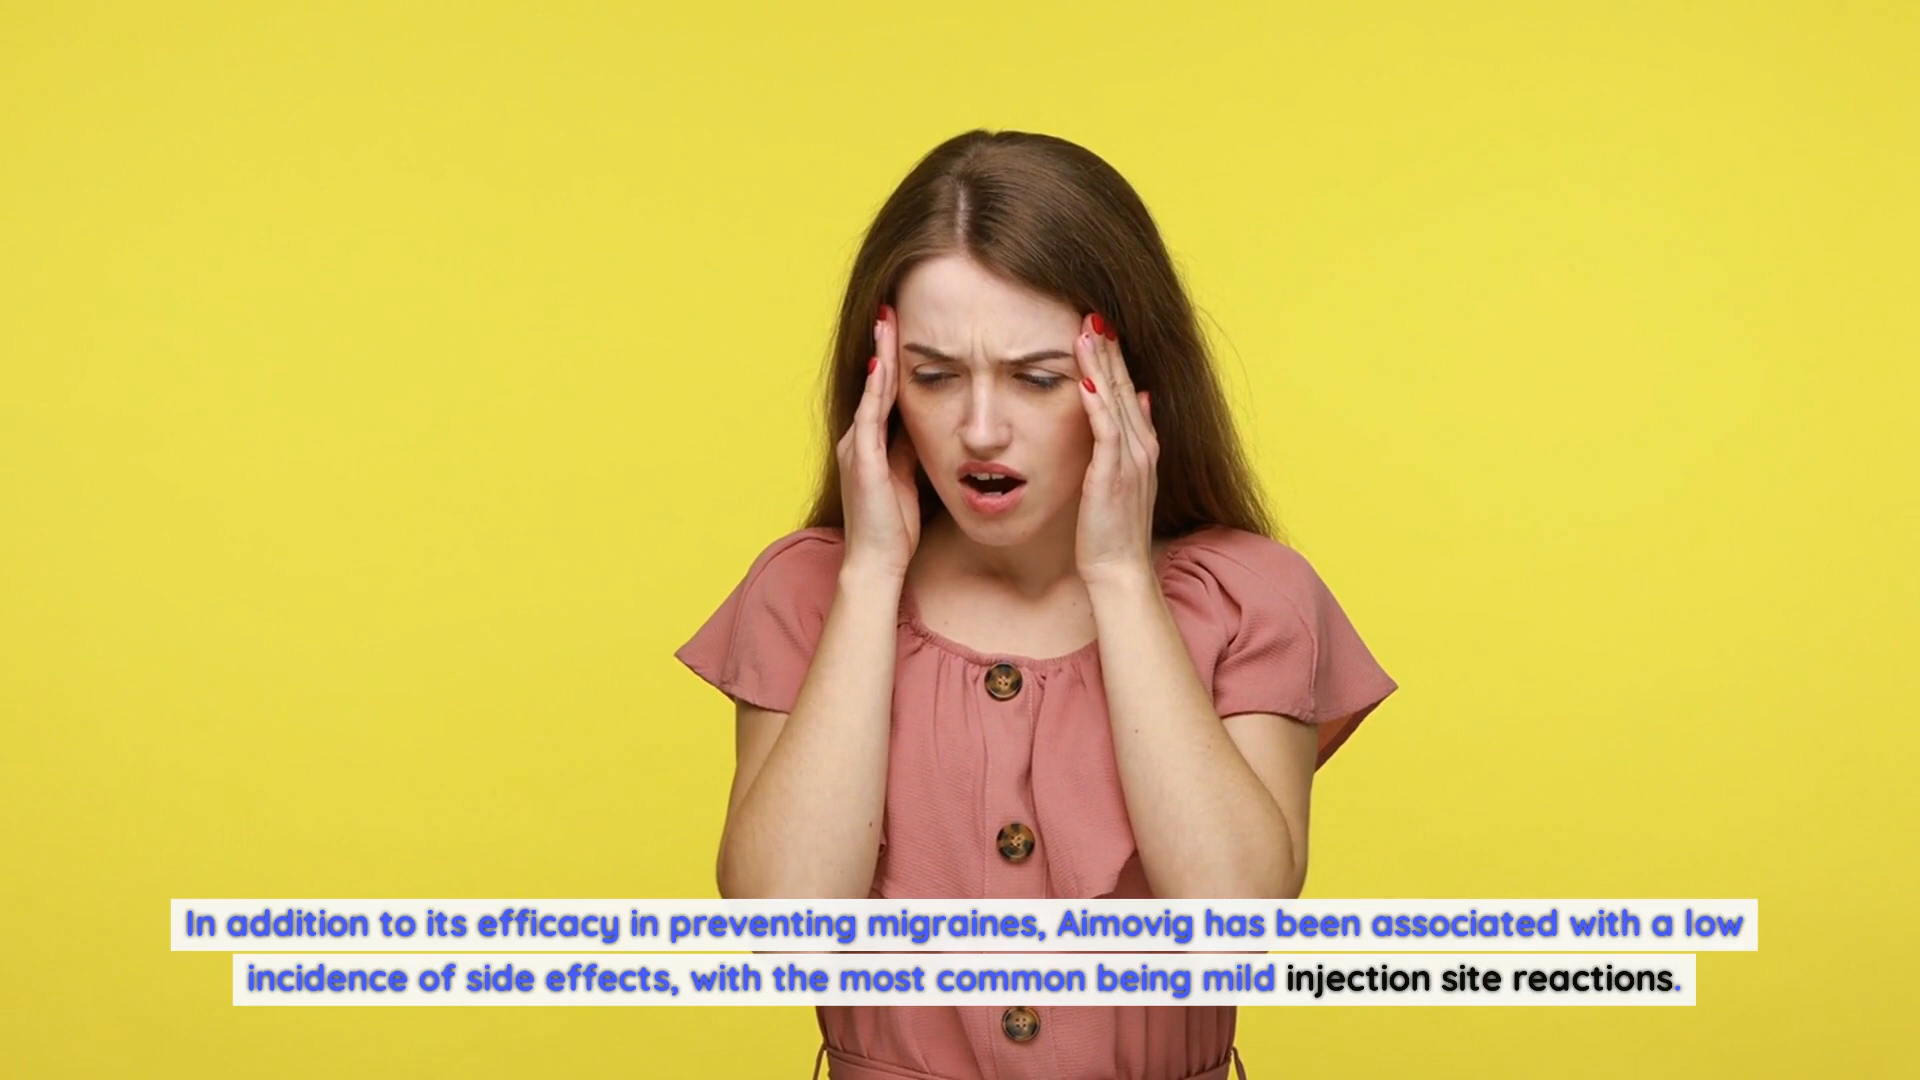 In addition to its efficacy in preventing migraines, Aimovig has been associated with a low
incidence of side effects, with the most common being mild injection site reactions.